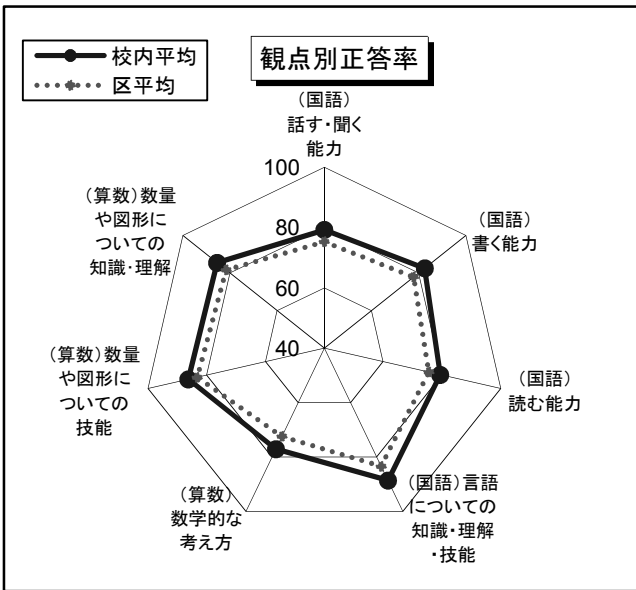 校内平均
区平均
観点別正答率
(国語)
話す・聞く
能力
(国語)
書く能力
(国語)
読む能力
(国語)言語
についての
知識・理解
・技能
(算数)
数学的な
考え方
(算数)数量
や図形に
ついての
技能
(算数)数量
や図形に
ついての
知識・理解
100
80
60
40